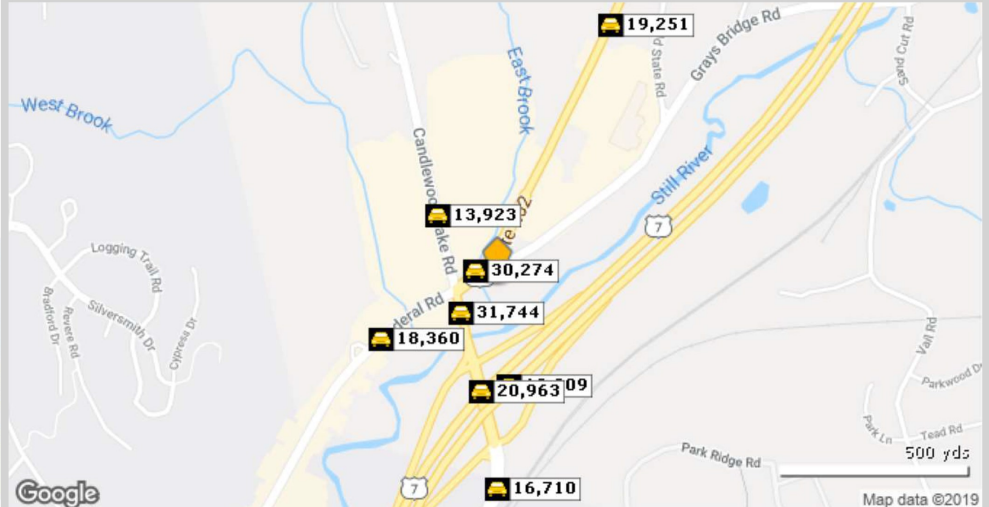 19,251
Grays Bridge Rd
Sand Cut Rd
State Rd
East Brook
West Brook
Candlewood Lake Rd
Still River
13,923
7
30,274
Logging Trail Rd
31,744
Federal Rd
18,360
Silversmith Dr
Bradford Dr
Revere Rd
Cypress Dr
Vail Rd
20,963
Parkwood Dr
Park Ln
Tead Rd
Park Ridge Rd
500 yds
7
16,710
Google
Map data ©2019